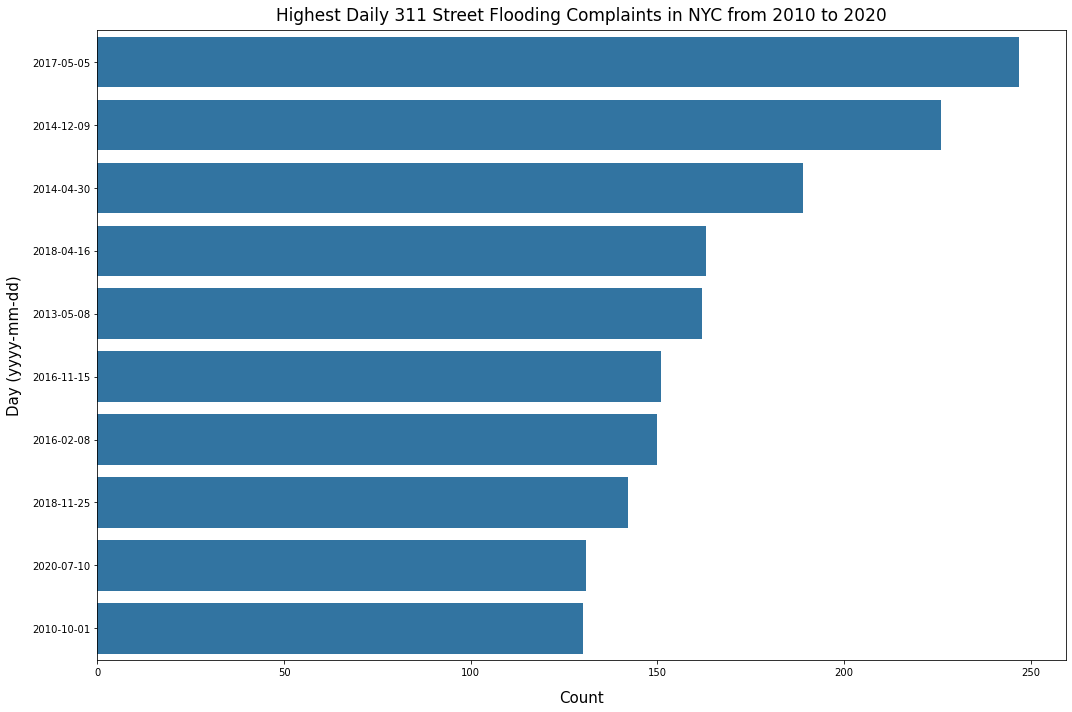 Highest Daily 311 Street Flooding Complaints in NYC from 2010 to 2020
Day (yyyy-mm-dd)
2017-05-05
2014-12-09
2014-04-30
2018-04-16
2013-05-08
2016-11-15
2016-02-08
2018-11-25
2020-07-10
2010-10-01
0 50 100 150 200 250
Count